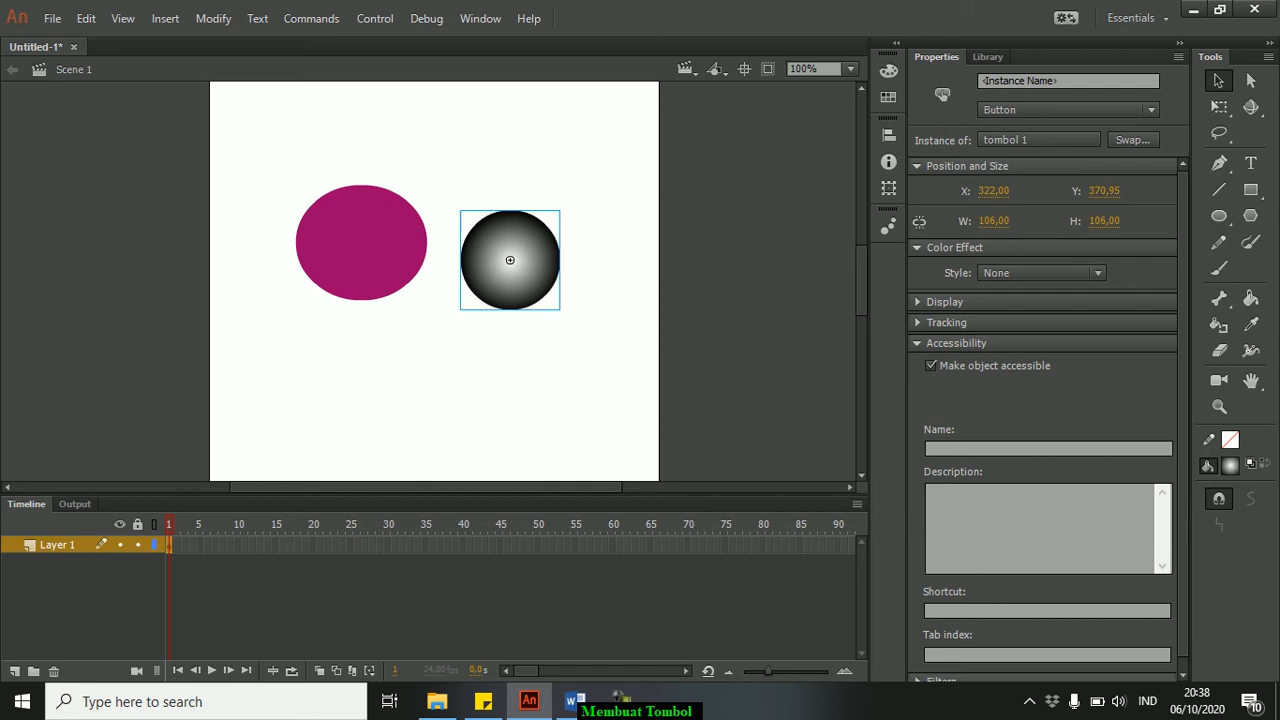 An File Edit View Insert Modify Text Commands Control Debug Window Help Essentials
Untitled-1* × Properties Library Tools
Scene 1 100%
<Instance Name>
Button
Instance of: tombol 1 Swap...
Position and Size
X: 322,00 Y: 370,95
W: 106,00 H: 106,00
Color Effect
Style: None
Display
Tracking
Accessibility
Make object accessible
Name:
Description:
Shortcut:
Tab index:
Filters
Timeline Output
1 5 10 15 20 25 30 35 40 45 50 55 60 65 70 75 80 85 90
Layer 1
1 24,00 fps 0,0 s
Type here to search
An
IND
20:38
06/10/2020
10
Membuat Tombol